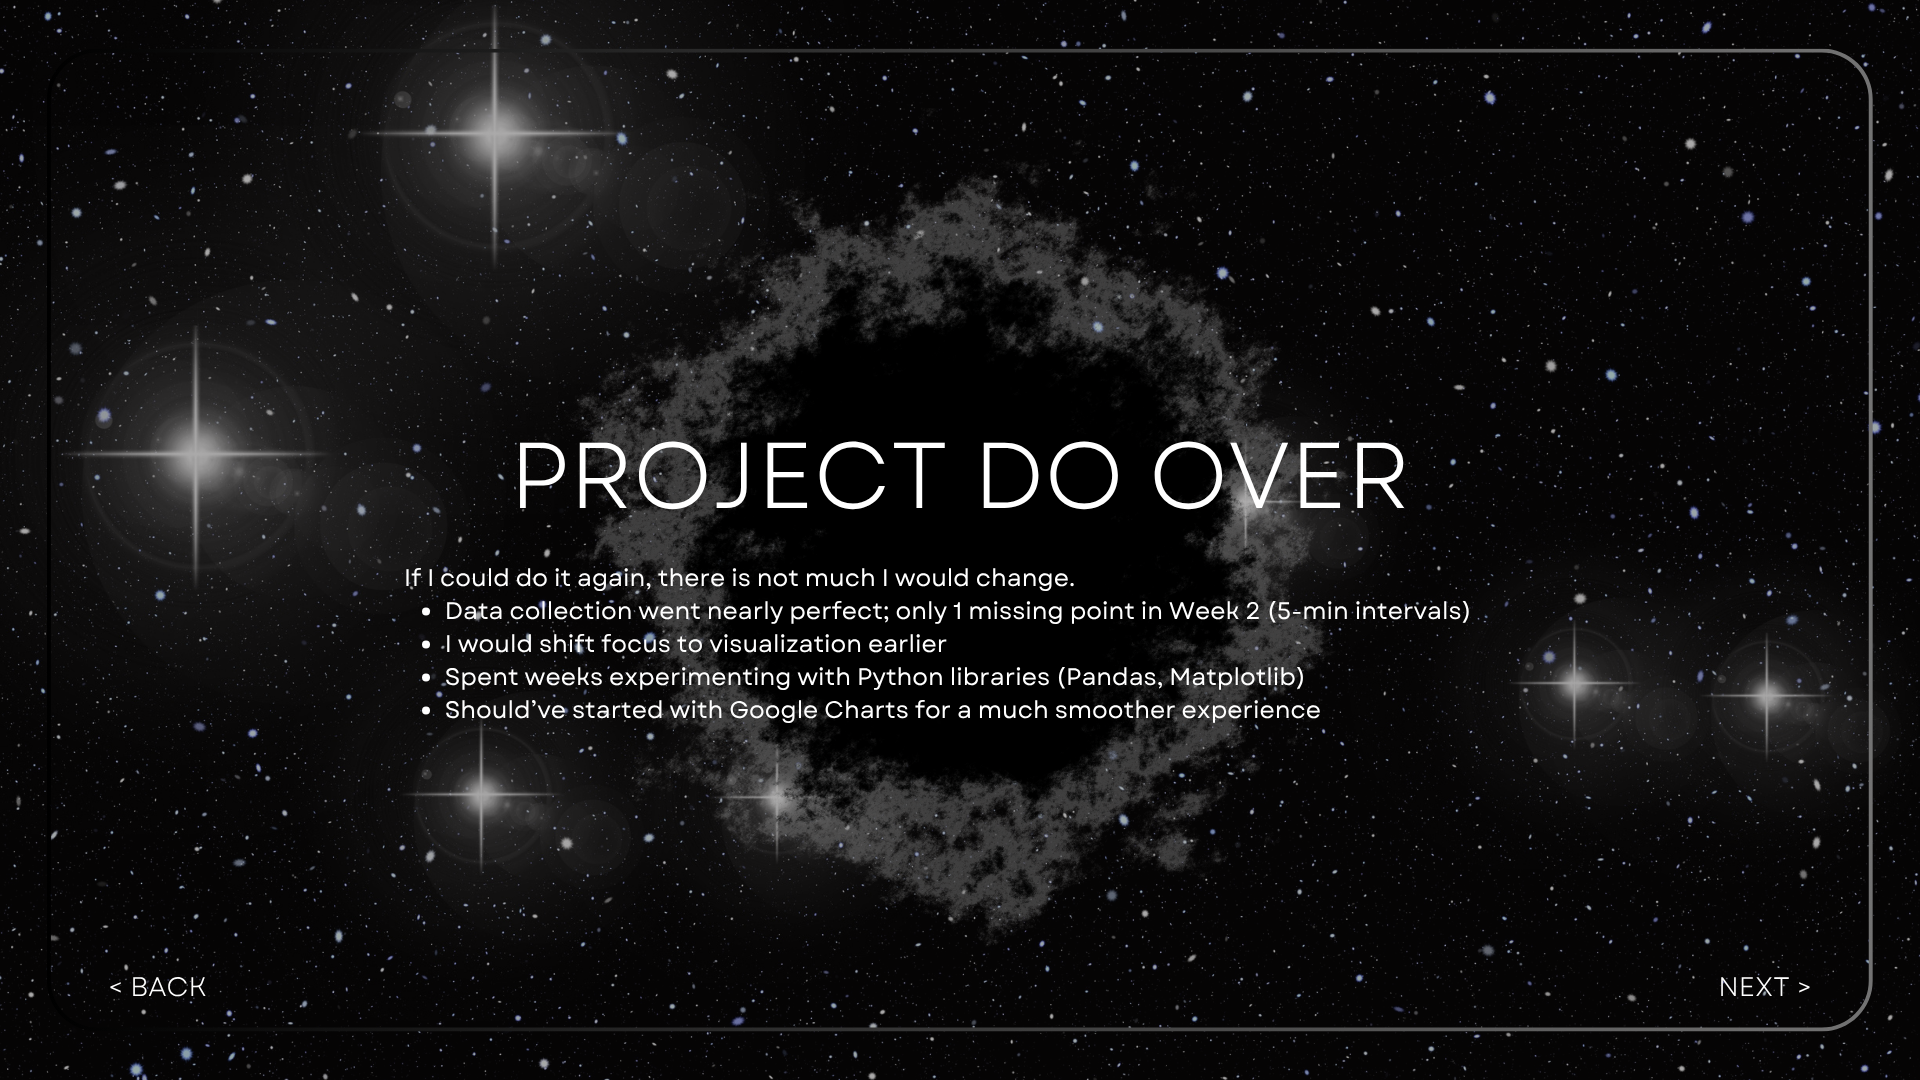 PROJECT DO OVER
If I could do it again, there is not much I would change.
• Data collection went nearly perfect; only 1 missing point in Week 2 (5-min intervals)
• I would shift focus to visualization earlier
• Spent weeks experimenting with Python libraries (Pandas, Matplotlib)
• Should’ve started with Google Charts for a much smoother experience
< BACK
NEXT >